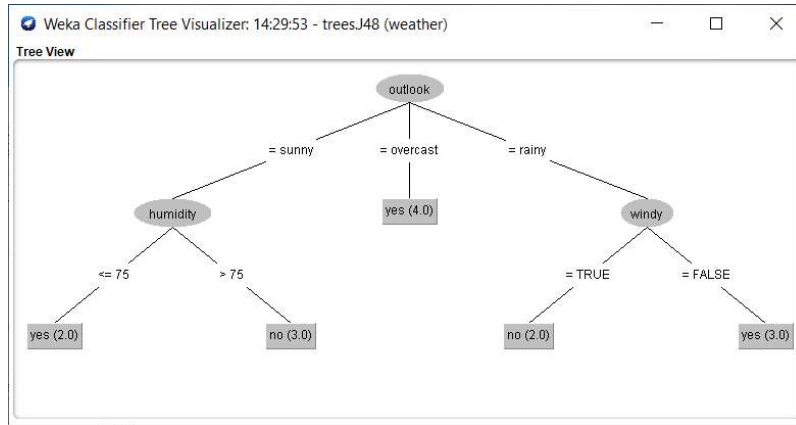 Weka Classifier Tree Visualizer: 14:29:53 - trees.J48 (weather)
Tree View
outlook
= sunny
= overcast
= rainy
humidity
yes (4.0)
windy
<= 75
> 75
= TRUE
= FALSE
yes (2.0)
no (3.0)
no (2.0)
yes (3.0)